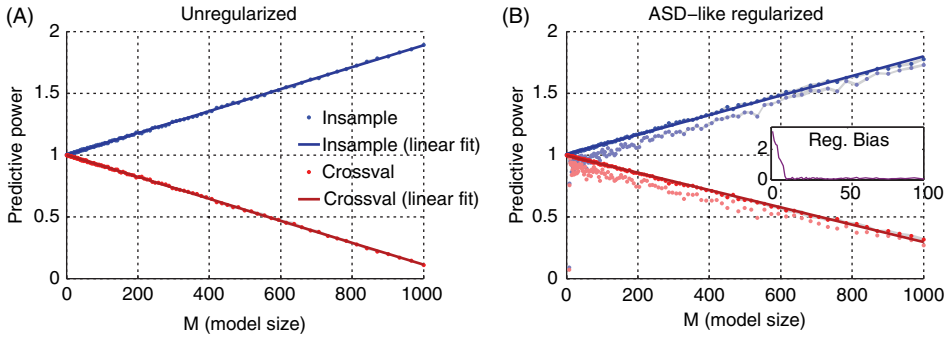 (A)
Unregularized
Predictive power
2
1.5
1
0.5
0
Insample
Insample (linear fit)
Crossval
Crossval (linear fit)
0 200 400 600 800 1000
M (model size)
(B)
ASD−like regularized
Predictive power
2
1.5
1
0.5
0
Reg. Bias
2
0
0 50 100
0 200 400 600 800 1000
M (model size)